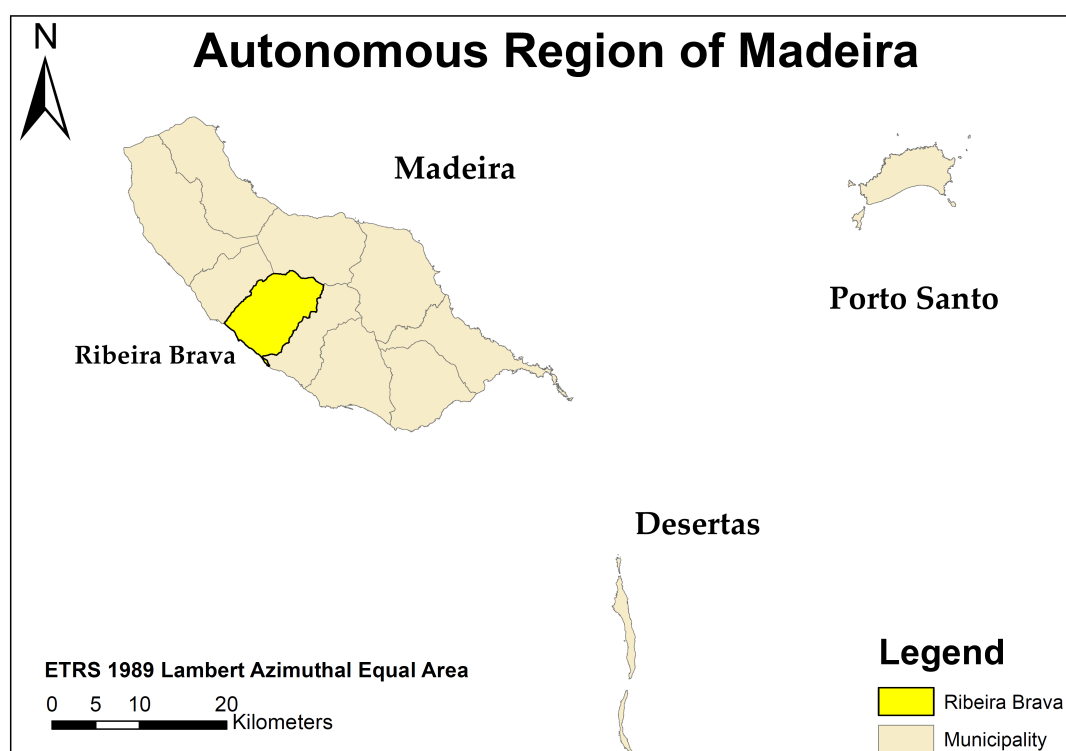 Autonomous Region of Madeira
N
Madeira
Porto Santo
Ribeira Brava
Desertas
ETRS 1989 Lambert Azimuthal Equal Area
0 5 10 20
Kilometers
Legend
Ribeira Brava
Municipality